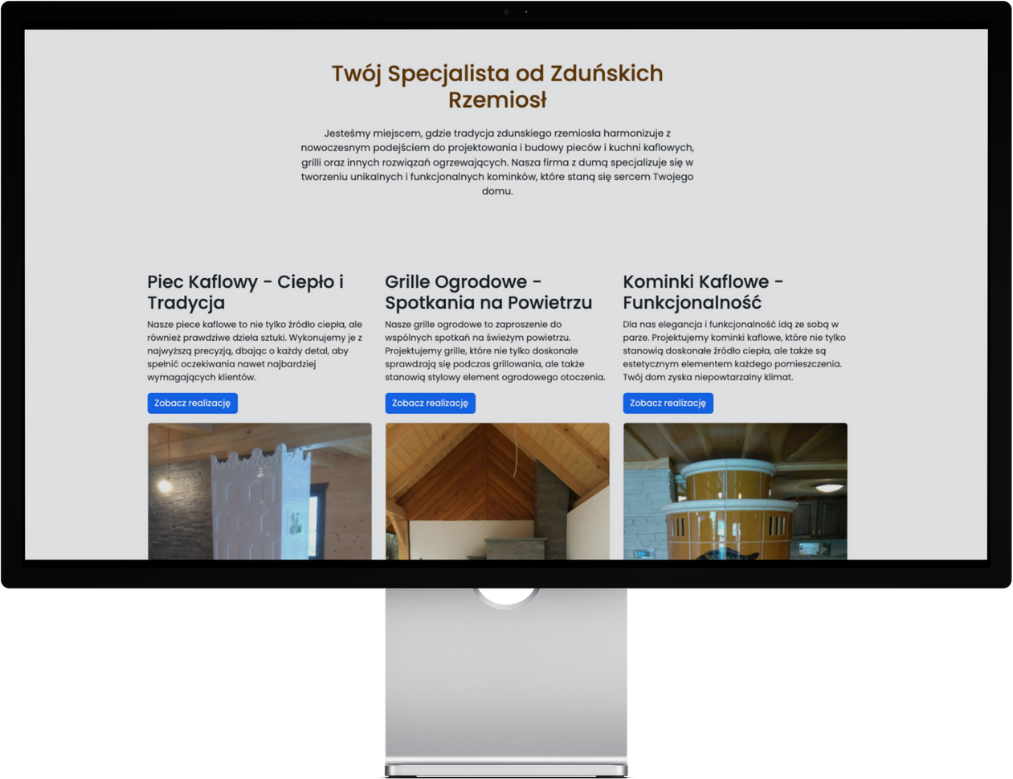 Twój Specjalista od Zduńskich
Rzemiosł
Jesteśmy miejscem, gdzie tradycja zdunskiego rzemiosła harmonizuje z
nowoczesnym podejściem do projektowania i budowy pieców i kuchni kaflowych,
grilli oraz innych rozwiązań ogrzewających. Nasza firma z dumą specjalizuje się w
tworzeniu unikalnych i funkcjonalnych kominków, które staną się sercem Twojego
domu.
Piec Kaflowy - Ciepło i
Tradycja
Nasze piece kaflowe to nie tylko źródło ciepła, ale
również prawdziwe dzieła sztuki. Wykonujemy je z
najwyższą precyzją, dbając o każdy detal, aby
spełnić oczekiwania nawet najbardziej
wymagających klientów.
Zobacz realizację
Grille Ogrodowe -
Spotkania na Powietrzu
Nasze grille ogrodowe to zaproszenie do
wspólnych spotkań na świeżym powietrzu.
Projektujemy grille, które nie tylko doskonale
sprawdzają się podczas grillowania, ale także
stanowią stylowy element ogrodowego otoczenia.
Zobacz realizację
Kominki Kaflowe -
Funkcjonalność
Dla nas elegancja i funkcjonalność idą ze sobą w
parze. Projektujemy kominki kaflowe, które nie tylko
stanowią doskonałe źródło ciepła, ale także są
estetycznym elementem każdego pomieszczenia.
Twój dom zyska niepowtarzalny klimat.
Zobacz realizację